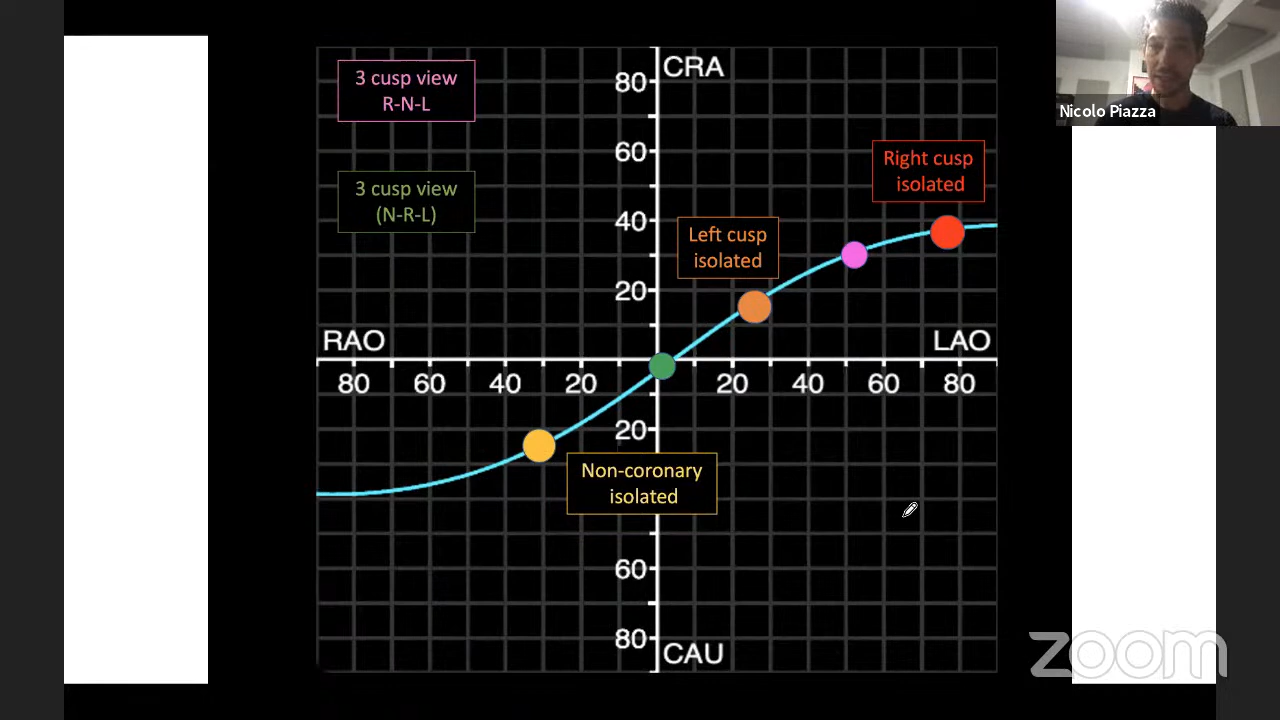 3 cusp view
R-N-L
3 cusp view
(N-R-L)
CRA
80
60
40
20
Nicolo Piazza
Right cusp
isolated
Left cusp
isolated
RAO
LAO
80
60
40
20
20
40
60
80
20
Non-coronary
isolated
60
80
CAU
zoom